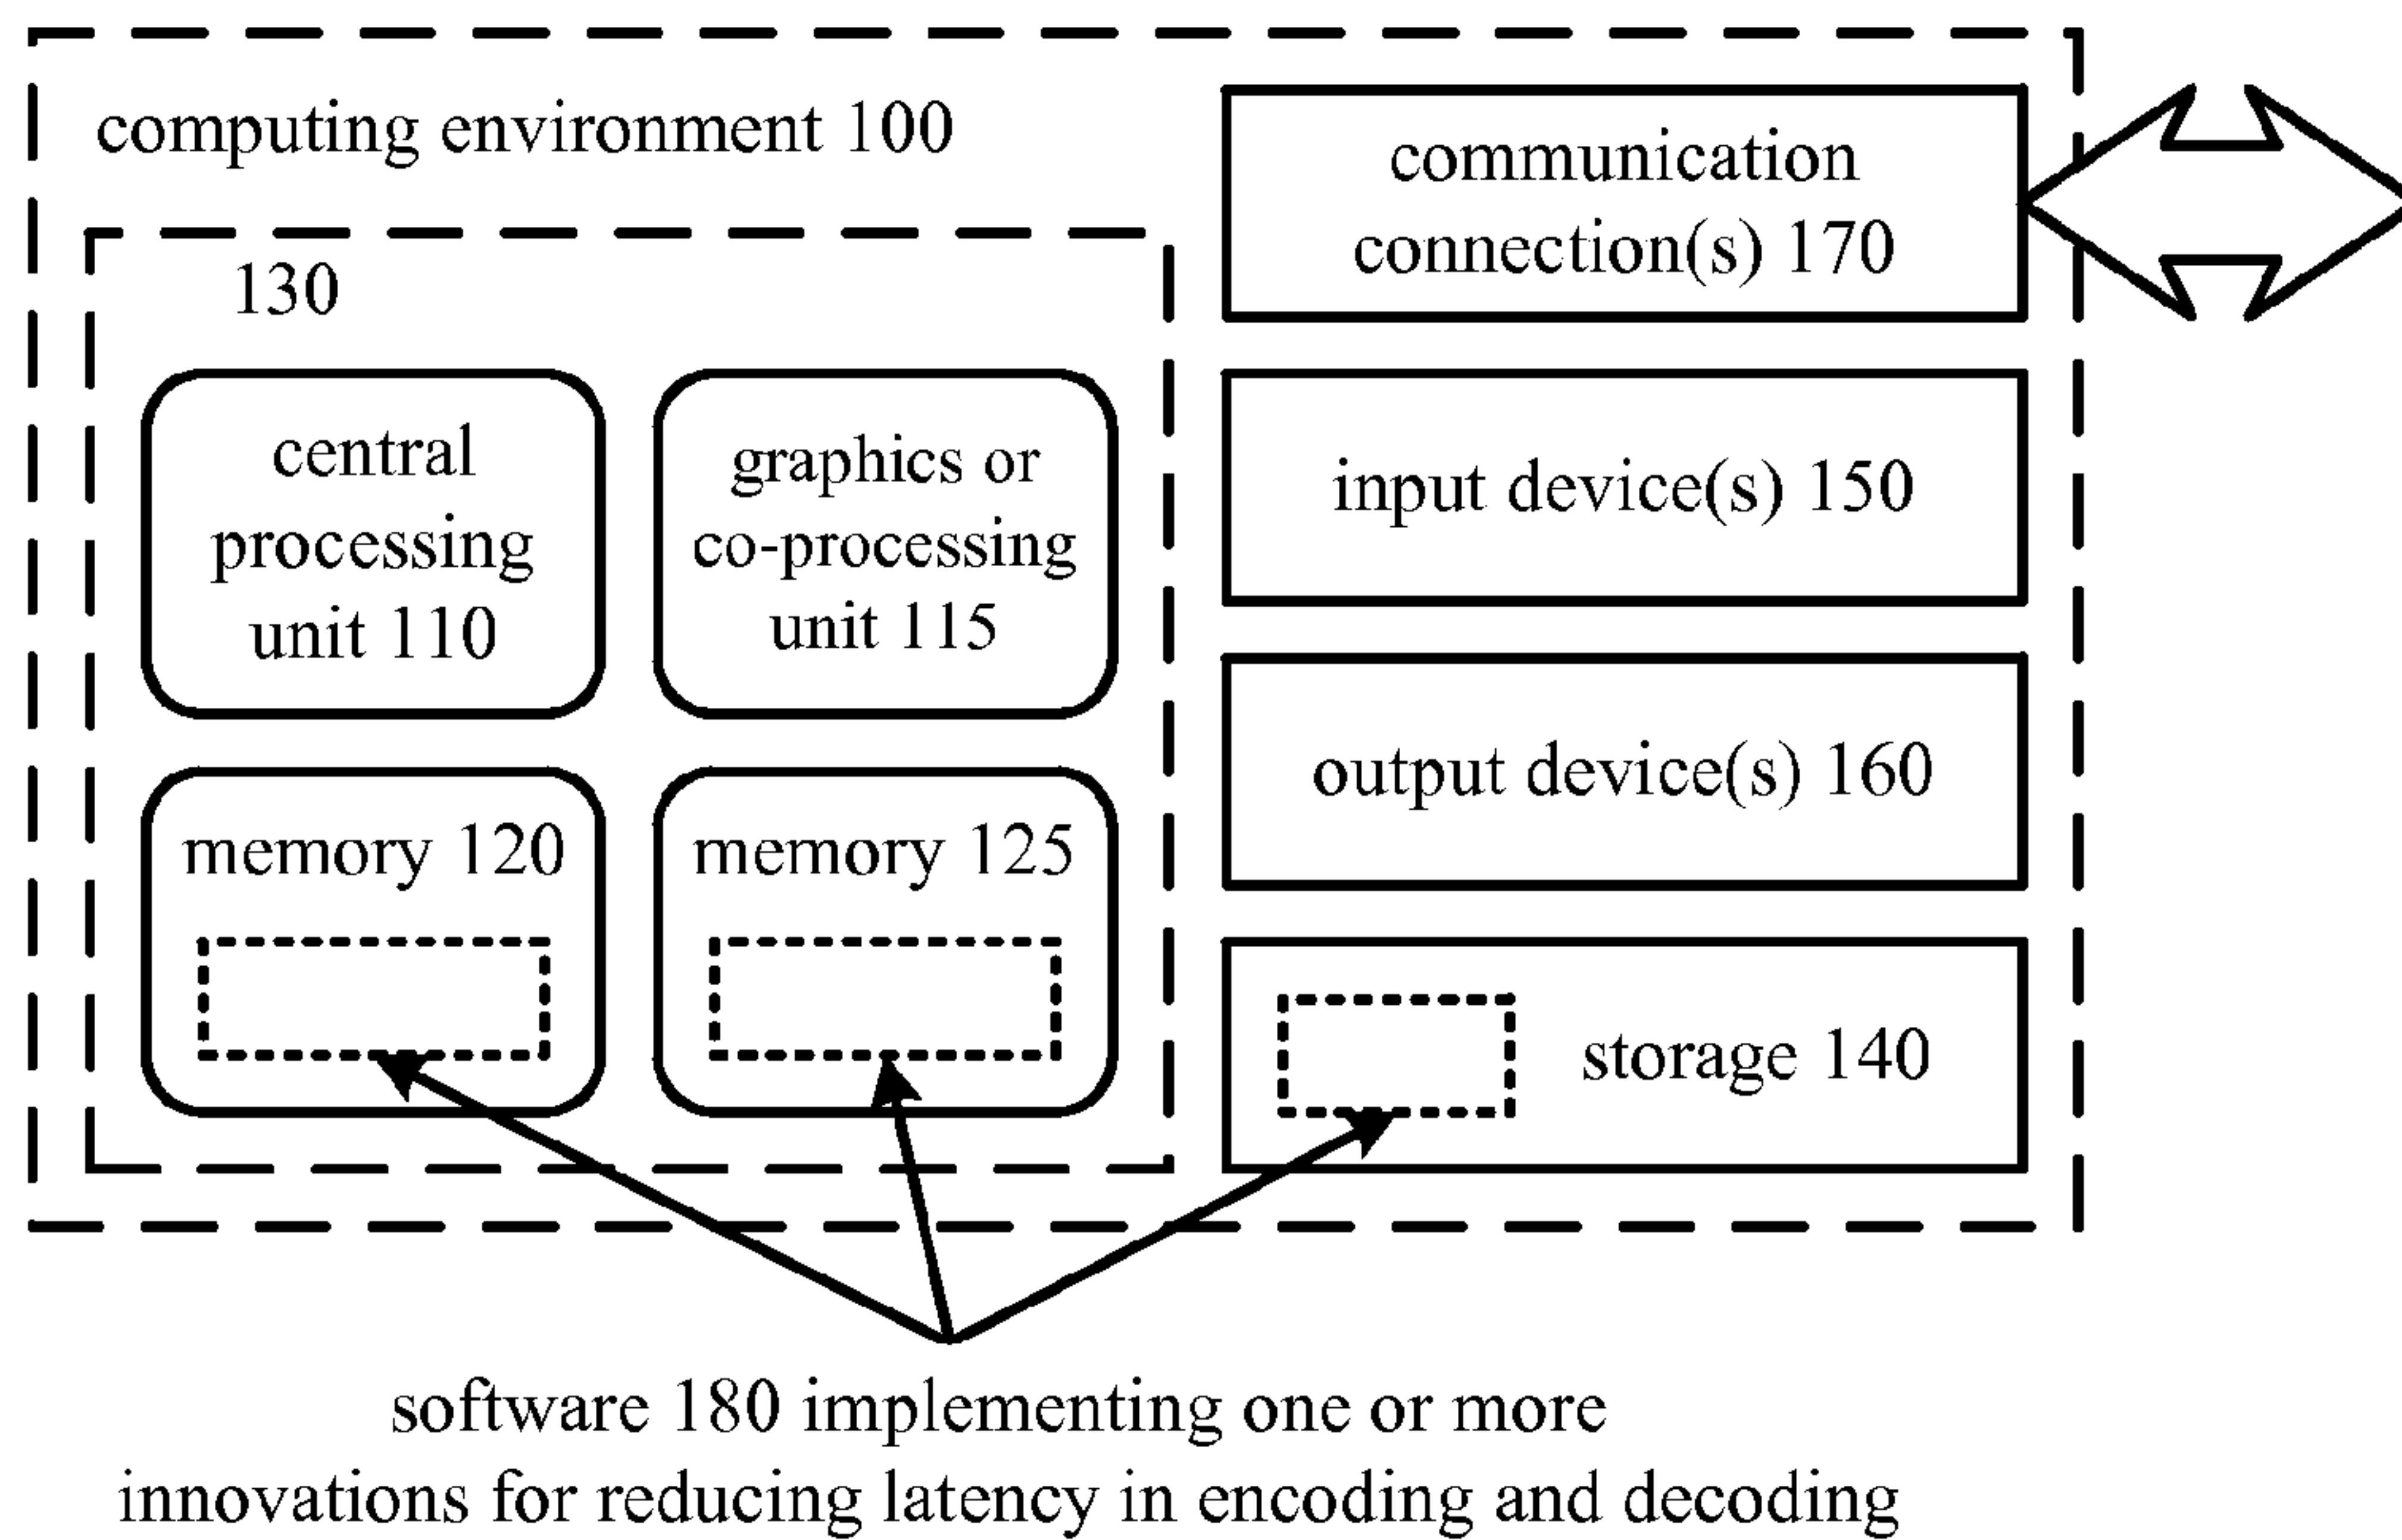 computing environment 100
130
central
processing
unit 110
graphics or
co-processing
unit 115
memory 120
memory 125
communication
connection(s) 170
input device(s) 150
output device(s) 160
storage 140
software 180 implementing one or more
innovations for reducing latency in encoding and decoding